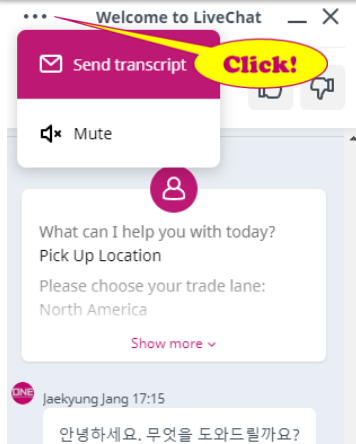 Welcome to LiveChat
Send transcript
Click!
Mute
What can I help you with today?
Pick Up Location
Please choose your trade lane:
North America
Show more
ONE
Jaekyung Jang 17:15
안녕하세요. 무엇을 도와드릴까요?